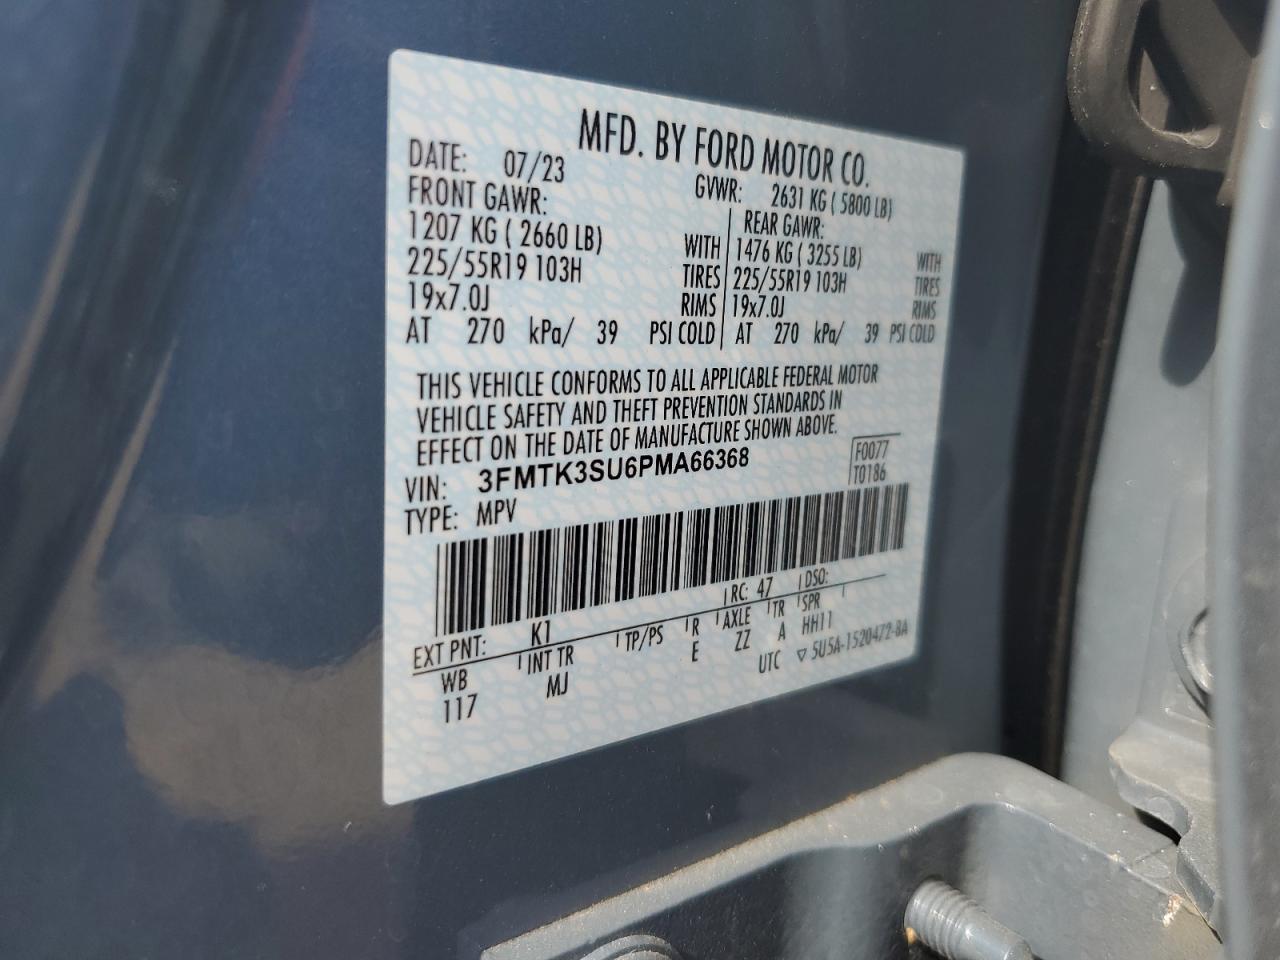 MFD. BY FORD MOTOR CO.
DATE: 07/23 GVWR: 2631 KG ( 5800 LB)
FRONT GAWR: REAR GAWR:
1207 KG ( 2660 LB) WITH 1476 KG ( 3255 LB) WITH
225/55R19 103H TIRES 225/55R19 103H TIRES
19x7.0J RIMS 19x7.0J RIMS
AT 270 kPa/ 39 PSI COLD AT 270 kPa/ 39 PSI COLD
THIS VEHICLE CONFORMS TO ALL APPLICABLE FEDERAL MOTOR
VEHICLE SAFETY AND THEFT PREVENTION STANDARDS IN
EFFECT ON THE DATE OF MANUFACTURE SHOWN ABOVE.
VIN: 3FMTK3SU6PMA66368 F0077
TYPE: MPV T0186
EXT PNT: K1 RC: 47 DSO:
WB INT TR TP/PS R AXLE TR SPR
117 MJ E ZZ A HH11
UTC ▽ 5U5A-1520472-BA